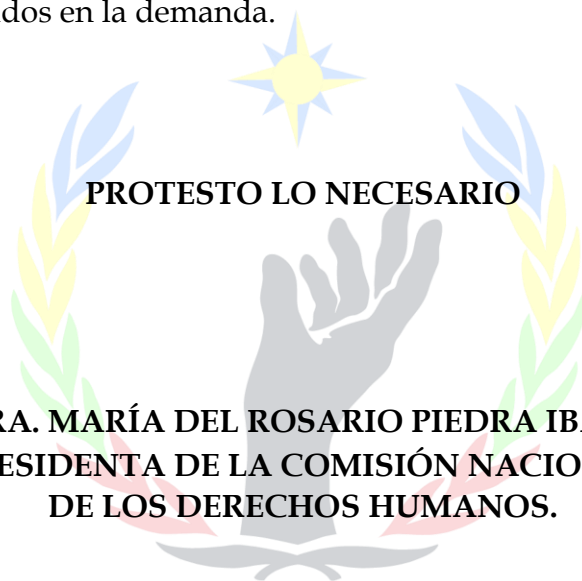 dos en la demanda.
PROTESTO LO NECESARIO
RA. MARÍA DEL ROSARIO PIEDRA IBA
ESIDENTA DE LA COMISIÓN NACIO
DE LOS DERECHOS HUMANOS.